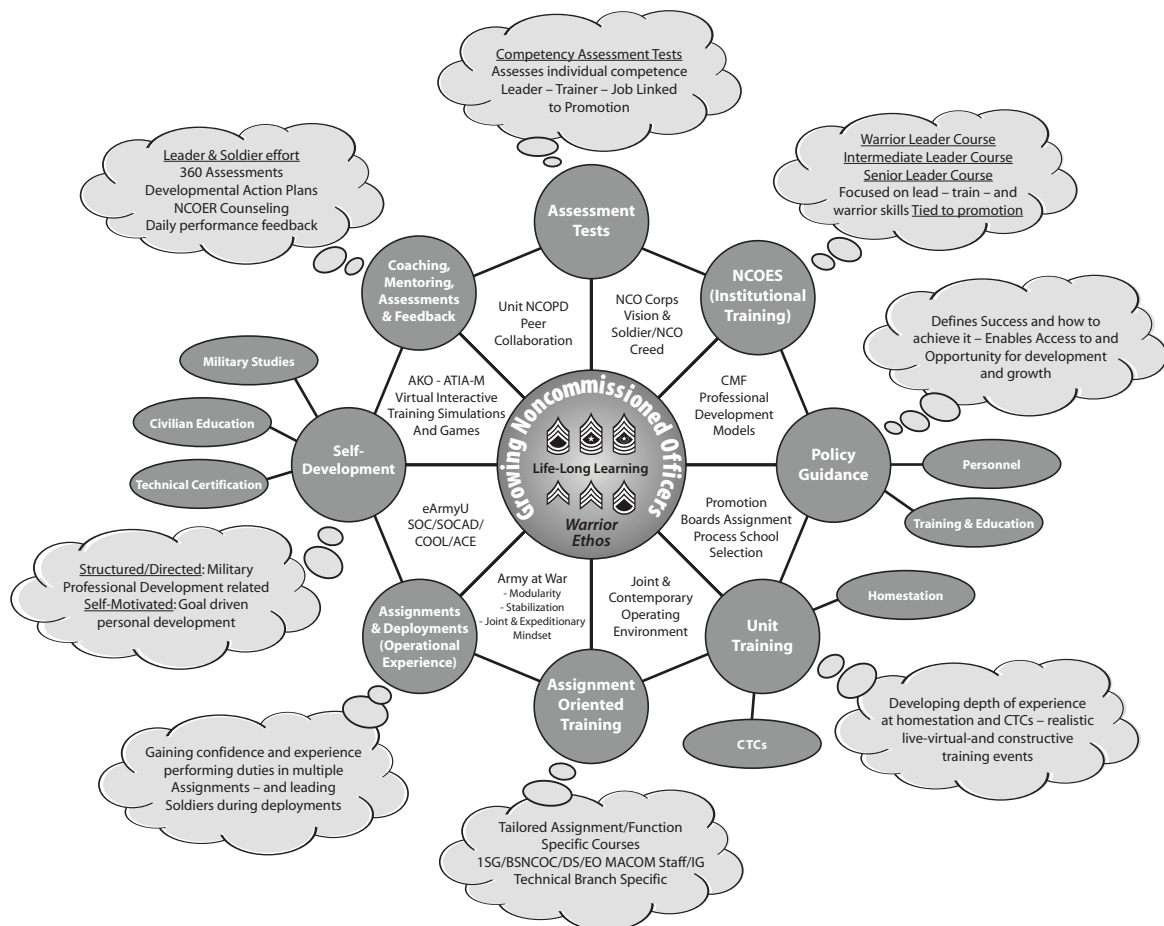 Competency Assessment Tests
Assesses individual competence
Leader – Trainer – Job Linked
to Promotion
Leader & Soldier effort
360 Assessments
Developmental Action Plans
NCOER Counseling
Daily performance feedback
Warrior Leader Course
Intermediate Leader Course
Senior Leader Course
Focused on lead – train – and
warrior skills Tied to promotion
Assessment
Tests
Coaching,
Mentoring,
Assessments
& Feedback
NCOES
(Institutional
Training)
Unit NCOPD
Peer
Collaboration
NCO Corps
Vision &
Soldier/NCO
Creed
Defines Success and how to
achieve it – Enables Access to and
Opportunity for development
and growth
Military Studies
Civilian Education
Technical Certification
Self-
Development
AKO - ATIA-M
Virtual Interactive
Training Simulations
And Games
CMF
Professional
Development
Models
Growing Noncommissioned Officers
Life-Long Learning
Warrior
Ethos
Policy
Guidance
Personnel
Training & Education
eArmyU
SOC/SOCAD/
COOL/ACE
Promotion
Boards Assignment
Process School
Selection
Structured/Directed: Military
Professional Development related
Self-Motivated: Goal driven
personal development
Army at War
- Modularity
- Stabilization
- Joint & Expeditionary
Mindset
Joint &
Contemporary
Operating
Environment
Homestation
Assignments
& Deployments
(Operational
Experience)
Unit
Training
Assignment
Oriented
Training
CTCs
Developing depth of experience
at homestation and CTCs – realistic
live-virtual-and constructive
training events
Gaining confidence and experience
performing duties in multiple
Assignments – and leading
Soldiers during deployments
Tailored Assignment/Function
Specific Courses
1SG/BSNCOC/DS/EO MACOM Staff/IG
Technical Branch Specific